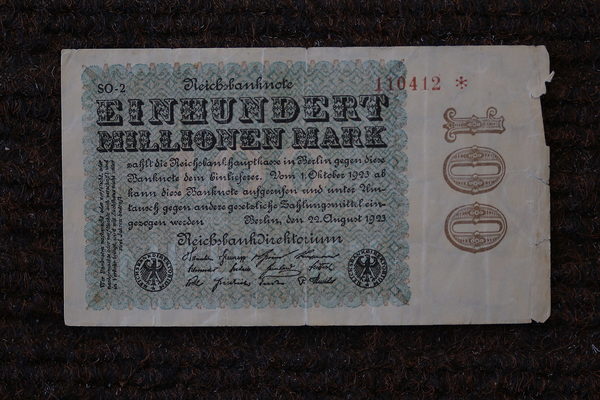 SO-2 Reichsbanknote 110412 *
EINHUNDERT
MILLIONEN MARK
zahlt die Reichsbankhauptkasse in Berlin gegen diese
Banknote dem Einlieferer. Vom 1. Oktober 1923 ab
kann diese Banknote aufgerufen und unter Um-
tausch gegen andere gesetzliche Zahlungsmittel ein-
gezogen werden Berlin, den 22. August 1923
Reichsbankdirektorium
100